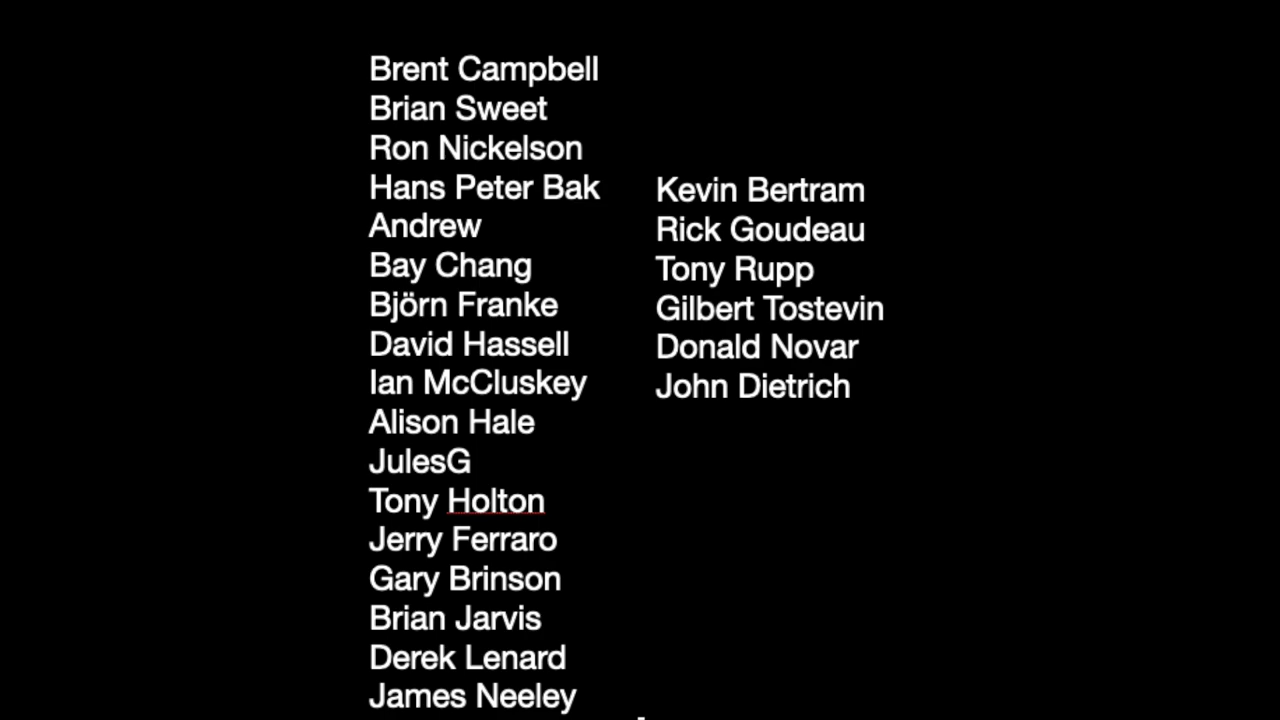 Brent Campbell
Brian Sweet
Ron Nickelson
Hans Peter Bak
Andrew
Bay Chang
Björn Franke
David Hassell
Ian McCluskey
Alison Hale
JulesG
Tony Holton
Jerry Ferraro
Gary Brinson
Brian Jarvis
Derek Lenard
James Neeley
Kevin Bertram
Rick Goudeau
Tony Rupp
Gilbert Tostevin
Donald Novar
John Dietrich